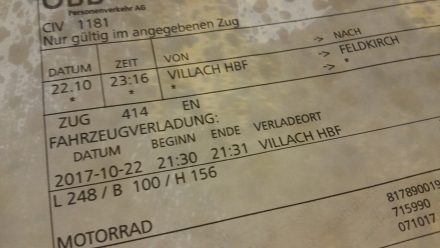 ÖBB
Personenverkehr AG
CIV 1181
Nur gültig im angegebenen Zug
DATUM ZEIT VON -> NACH
22.10 23:16 VILLACH HBF -> FELDKIRCH
* * * -> *
ZUG 414 EN
FAHRZEUGVERLADUNG:
DATUM BEGINN ENDE VERLADEORT
2017-10-22 21:30 21:31 VILLACH HBF
L 248 / B 100 / H 156
817890019
MOTORRAD 715990
071017